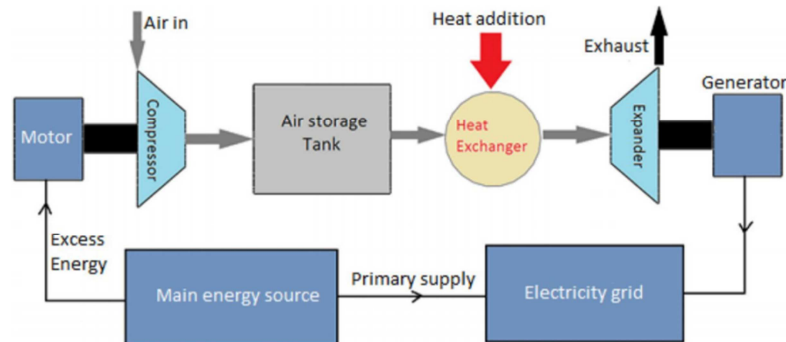 Air in
Heat addition
Exhaust
Generator
Motor
Compressor
Air storage
Tank
Heat
Exchanger
Expander
Excess
Energy
Main energy source
Primary supply
Electricity grid